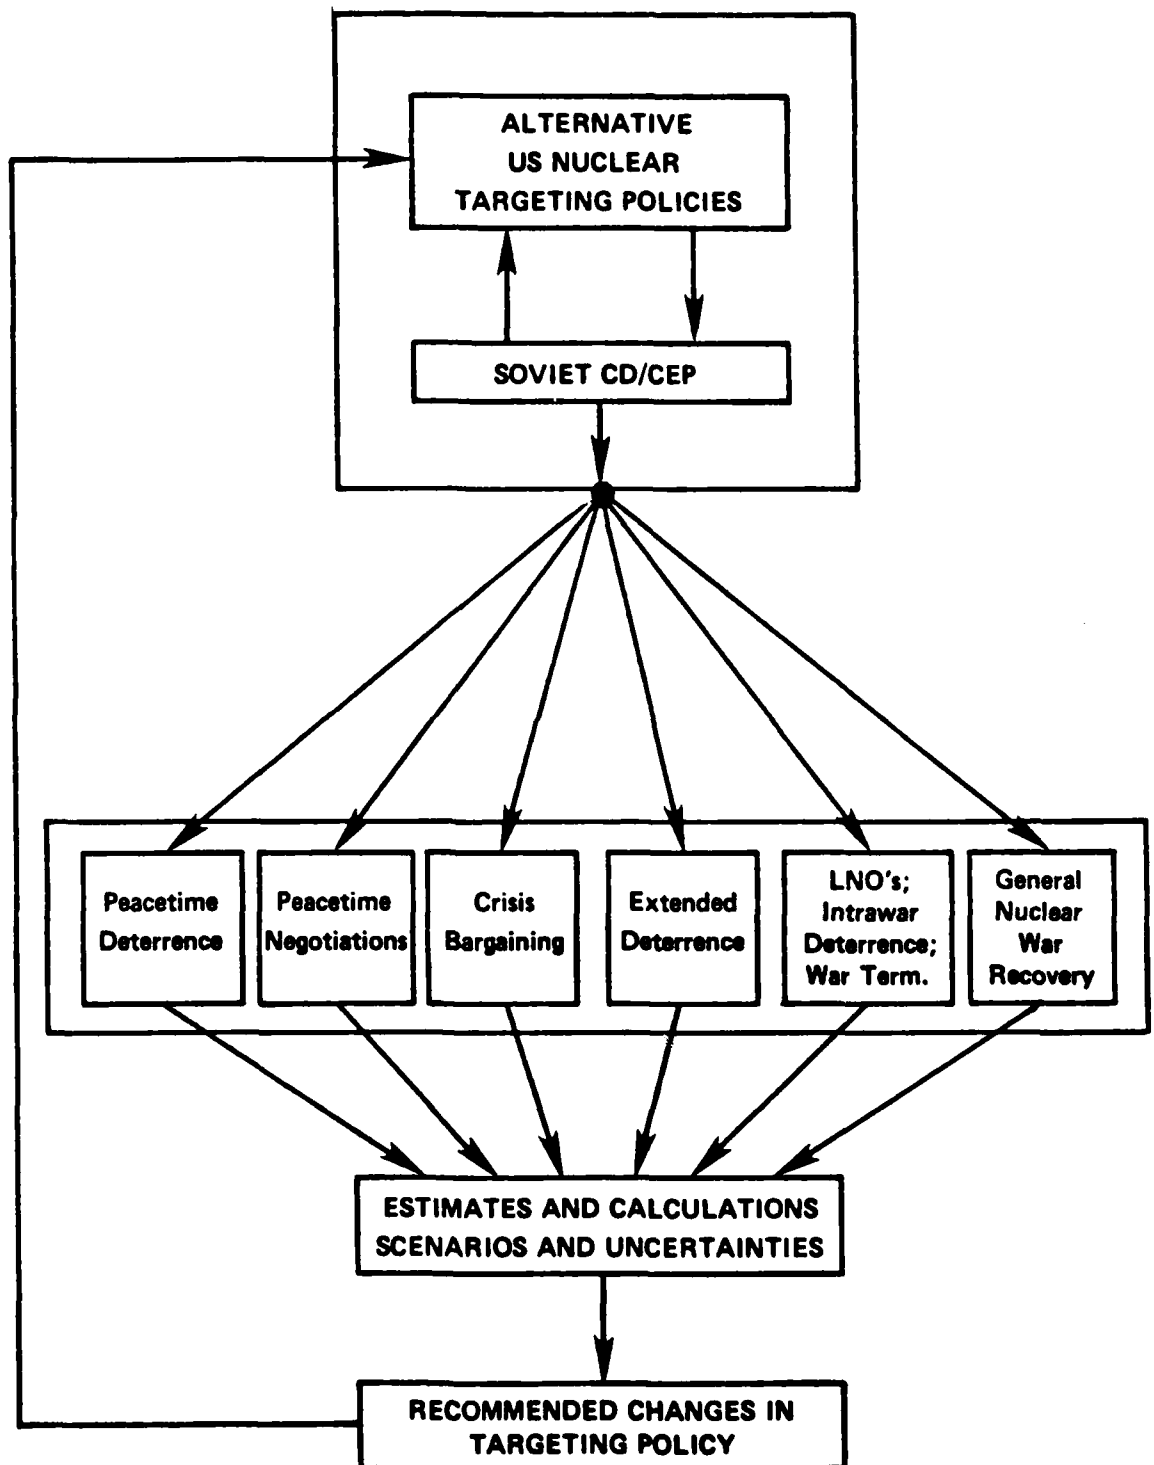 ALTERNATIVE
US NUCLEAR
TARGETING POLICIES
SOVIET CD/CEP
Peacetime
Deterrence
Peacetime
Negotiations
Crisis
Bargaining
Extended
Deterrence
LNO's;
Intrawar
Deterrence;
War Term.
General
Nuclear
War
Recovery
ESTIMATES AND CALCULATIONS
SCENARIOS AND UNCERTAINTIES
RECOMMENDED CHANGES IN
TARGETING POLICY